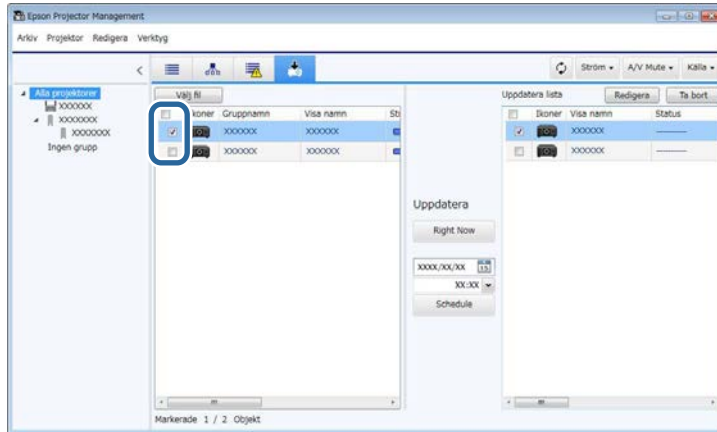 Epson Projector Management
Arkiv Projektor Redigera Verktyg
Ström A/V Mute Källa
Alla projektorer
XXXXXX
XXXXXXX
XXXXXXX
Ingen grupp
Välj fil
Ikoner Gruppnamn Visa namn St
XXXXXX XXXXXX
XXXXXX XXXXXX
Uppdatera
Right Now
XXXX/XX/XX 15
XX:XX
Schedule
Uppdatera lista Redigera Ta bort
Ikoner Visa namn Status
XXXXXX ———
XXXXXX ———
Markerade 1 / 2 Objekt